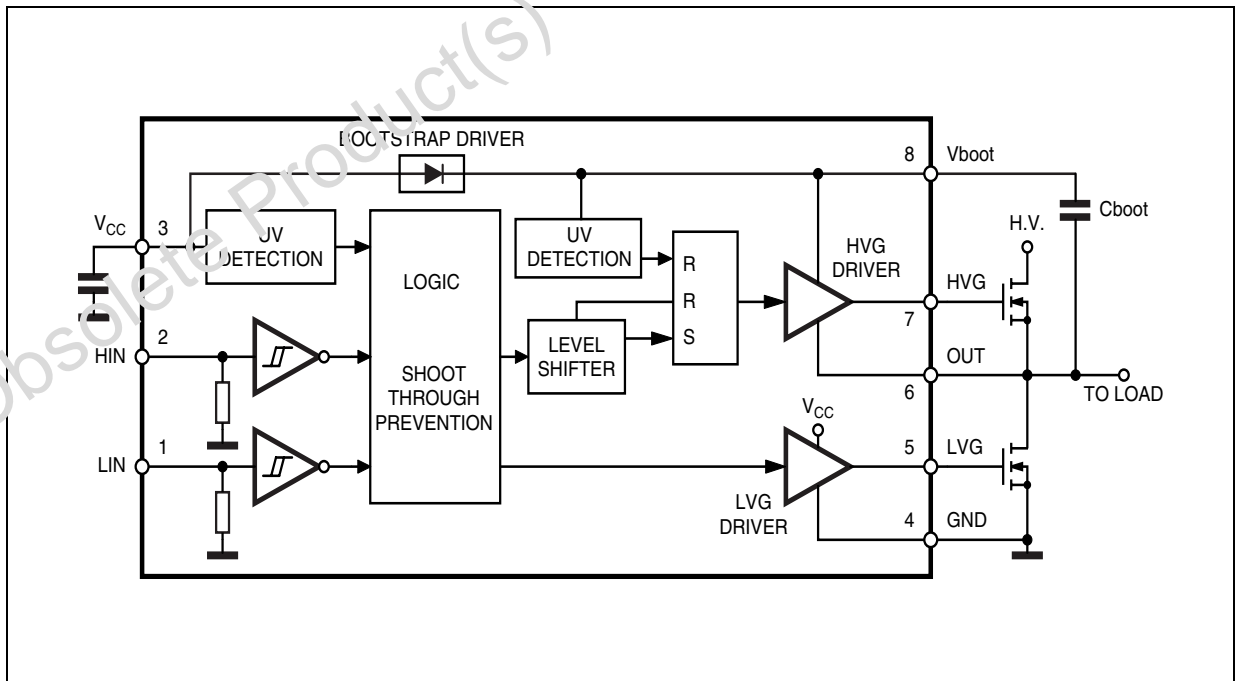 Obsolete Product(s)
BOOTSTRAP DRIVER
8
Vboot
VCC
3
UV
DETECTION
LOGIC
SHOOT
THROUGH
PREVENTION
UV
DETECTION
LEVEL
SHIFTER
R
R
S
HVG
DRIVER
H.V.
Cboot
HVG
7
HIN
2
OUT
6
TO LOAD
VCC
LIN
1
5
LVG
LVG
DRIVER
4
GND